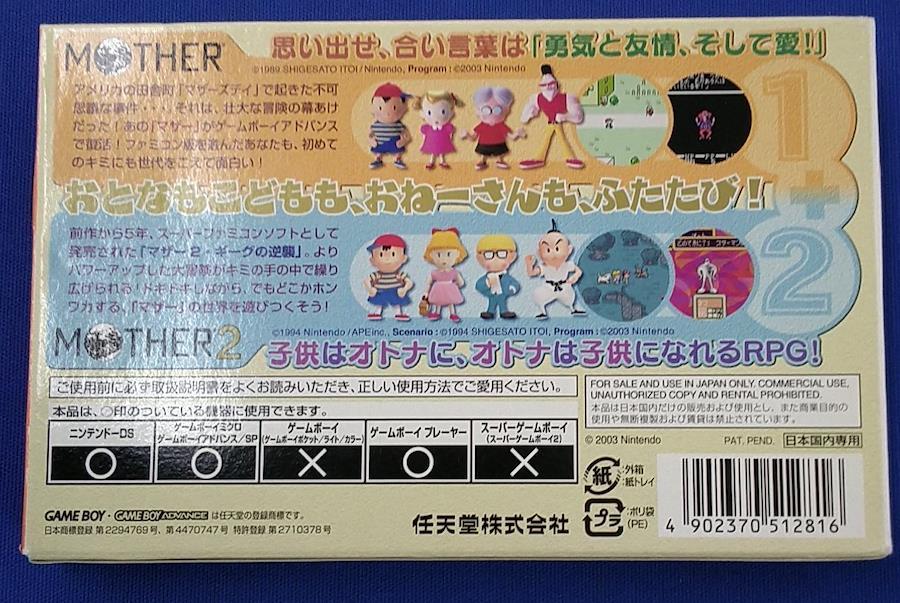 MOTHER
思い出せ、合い言葉は「勇気と友情、そして愛!」
©1989 SHIGESATO ITOI / Nintendo, Program : ©2003 Nintendo
アメリカの田舎町「マザーズデイ」で起きた不可
思議な事件・・・それは、壮大な冒険の幕あけ
だった!あの「マザー」がゲームボーイアドバンス
で復活!ファミコン版を遊んだあなたも、初めて
のキミにも世代をこえて面白い!
1
+
2
おとなもこどもも、おねーさんも、ふたたび!
前作から5年、スーパーファミコンソフトとして
発売された「マザー2・ギーグの逆襲」。より
パワーアップした大冒険がキミの手の中で繰り
広げられる!ドキドキしながら、でもどこかホン
ワカする、「マザー」の世界を遊びつくそう!
©1994 Nintendo / APEinc., Scenario : ©1994 SHIGESATO ITOI, Program : ©2003 Nintendo
MOTHER2
子供はオトナに、オトナは子供になれるRPG!
ご使用前に必ず取扱説明書をよくお読みいただき、正しい使用方法でご愛用ください。
本品は、○印のついている機器に使用できます。
ニンテンドーDS
ゲームボーイミクロ
ゲームボーイアドバンス/SP
ゲームボーイ
(ゲームボーイポケット/ライト/カラー)
ゲームボーイ プレーヤー
スーパーゲームボーイ
(スーパーゲームボーイ2)
○ ○ × ○ ×
FOR SALE AND USE IN JAPAN ONLY. COMMERCIAL USE,
UNAUTHORIZED COPY AND RENTAL PROHIBITED.
本品は日本国内だけの販売および使用とし、また商業目的の
使用や無断複製および賃貸は禁止されています。
© 2003 Nintendo
PAT. PEND.
日本国内専用
紙
:外箱
:紙トレイ
プラ
:ポリ袋
(PE)
4 902370 512816
GAME BOY・GAME BOY ADVANCE は任天堂の登録商標です。
日本商標登録 第2294769号、第4470747号 特許登録 第2710378号
任天堂株式会社